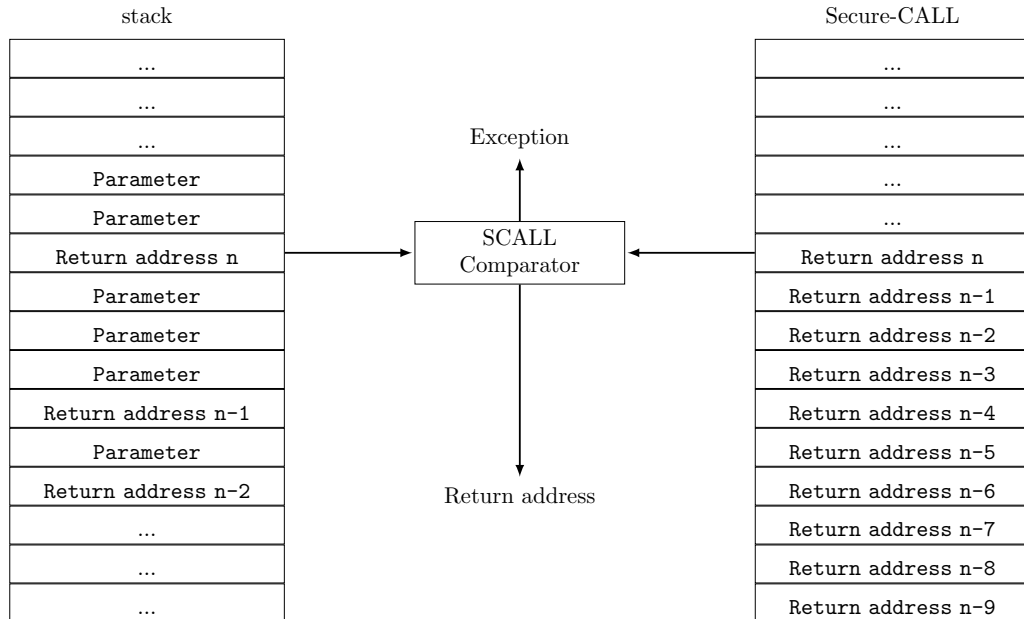 stack
...
...
...
Parameter
Parameter
Return address n
Parameter
Parameter
Parameter
Return address n-1
Parameter
Return address n-2
...
...
...
Exception
SCALL
Comparator
Return address
Secure-CALL
...
...
...
...
...
Return address n
Return address n-1
Return address n-2
Return address n-3
Return address n-4
Return address n-5
Return address n-6
Return address n-7
Return address n-8
Return address n-9